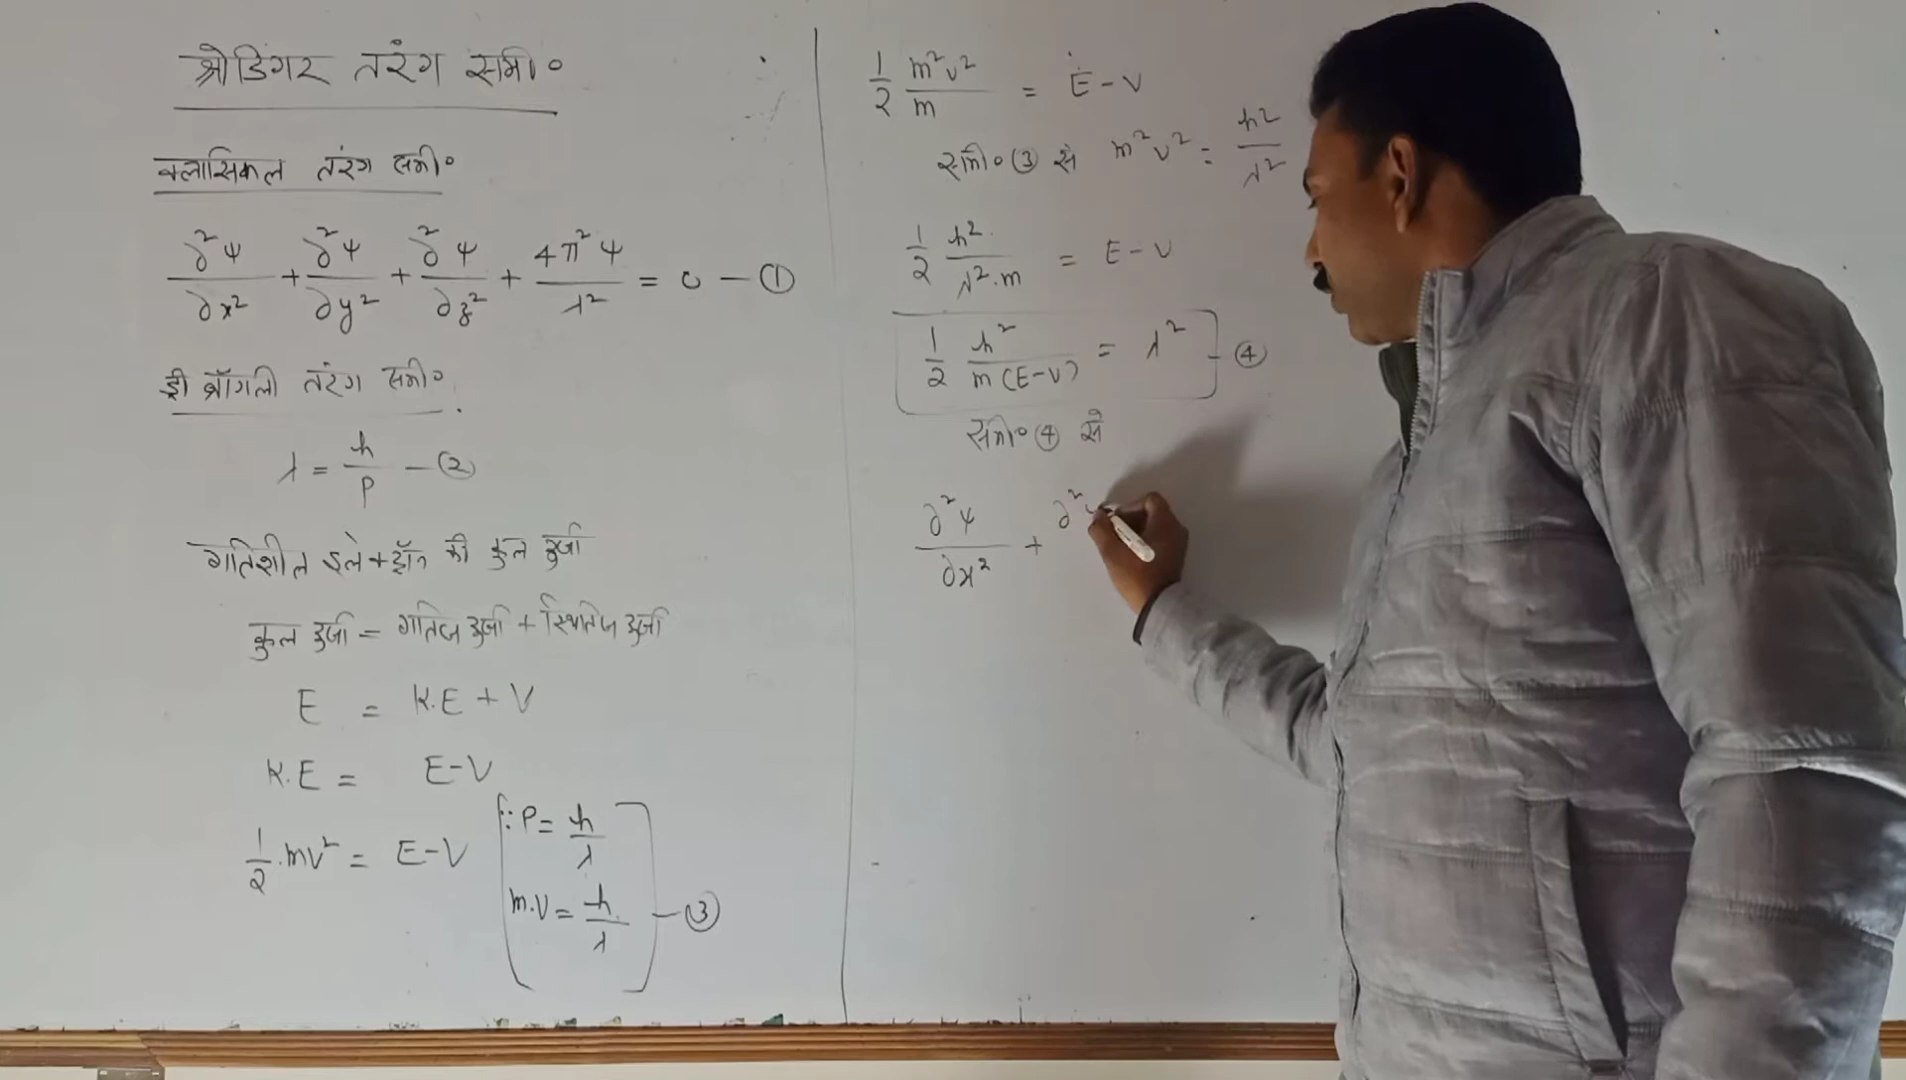 श्रोडिंगर तरंग समी०
क्लासिकल तरंग समी०
∂²ψ/∂x² + ∂²ψ/∂y² + ∂²ψ/∂z² + 4π²ψ/λ² = 0 — ①
डी ब्रॉगली तरंग समी०
λ = h/P — ②
गतिशील इलेक्ट्रॉन की कुल ऊर्जा
कुल ऊर्जा = गतिज ऊर्जा + स्थितिज ऊर्जा
E = K.E + V
K.E = E-V
1/2 .mv² = E-V
∵ P = h/λ
m.v = h/λ — ③
1/2 m²v²/m = E-V
समी० ③ से m²v² = h²/λ²
1/2 h²/λ².m = E-V
1/2 h²/m(E-V) = λ² — ④
समी० ④ से
∂²ψ/∂x² + ∂²